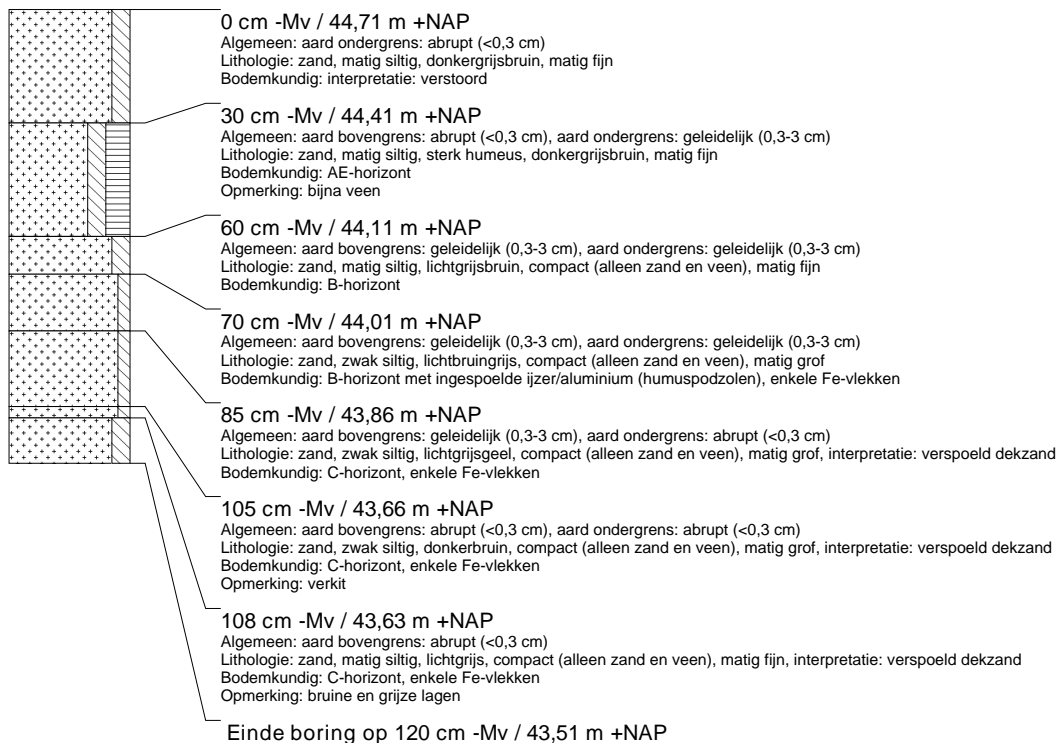 0 cm -Mv / 44,71 m +NAP
Algemeen: aard ondergrens: abrupt (<0,3 cm)
Lithologie: zand, matig siltig, donkergrijsbruin, matig fijn
Bodemkundig: interpretatie: verstoord
30 cm -Mv / 44,41 m +NAP
Algemeen: aard bovengrens: abrupt (<0,3 cm), aard ondergrens: geleidelijk (0,3-3 cm)
Lithologie: zand, matig siltig, sterk humeus, donkergrijsbruin, matig fijn
Bodemkundig: AE-horizont
Opmerking: bijna veen
60 cm -Mv / 44,11 m +NAP
Algemeen: aard bovengrens: geleidelijk (0,3-3 cm), aard ondergrens: geleidelijk (0,3-3 cm)
Lithologie: zand, matig siltig, lichtgrijsbruin, compact (alleen zand en veen), matig fijn
Bodemkundig: B-horizont
70 cm -Mv / 44,01 m +NAP
Algemeen: aard bovengrens: geleidelijk (0,3-3 cm), aard ondergrens: geleidelijk (0,3-3 cm)
Lithologie: zand, zwak siltig, lichtbruingrijs, compact (alleen zand en veen), matig grof
Bodemkundig: B-horizont met ingespoelde ijzer/aluminium (humuspodzolen), enkele Fe-vlekken
85 cm -Mv / 43,86 m +NAP
Algemeen: aard bovengrens: geleidelijk (0,3-3 cm), aard ondergrens: abrupt (<0,3 cm)
Lithologie: zand, zwak siltig, lichtgrijsgeel, compact (alleen zand en veen), matig grof, interpretatie: verspoeld dekzand
Bodemkundig: C-horizont, enkele Fe-vlekken
105 cm -Mv / 43,66 m +NAP
Algemeen: aard bovengrens: abrupt (<0,3 cm), aard ondergrens: abrupt (<0,3 cm)
Lithologie: zand, zwak siltig, donkerbruin, compact (alleen zand en veen), matig grof, interpretatie: verspoeld dekzand
Bodemkundig: C-horizont, enkele Fe-vlekken
Opmerking: verkit
108 cm -Mv / 43,63 m +NAP
Algemeen: aard bovengrens: abrupt (<0,3 cm)
Lithologie: zand, matig siltig, lichtgrijs, compact (alleen zand en veen), matig fijn, interpretatie: verspoeld dekzand
Bodemkundig: C-horizont, enkele Fe-vlekken
Opmerking: bruine en grijze lagen
Einde boring op 120 cm -Mv / 43,51 m +NAP